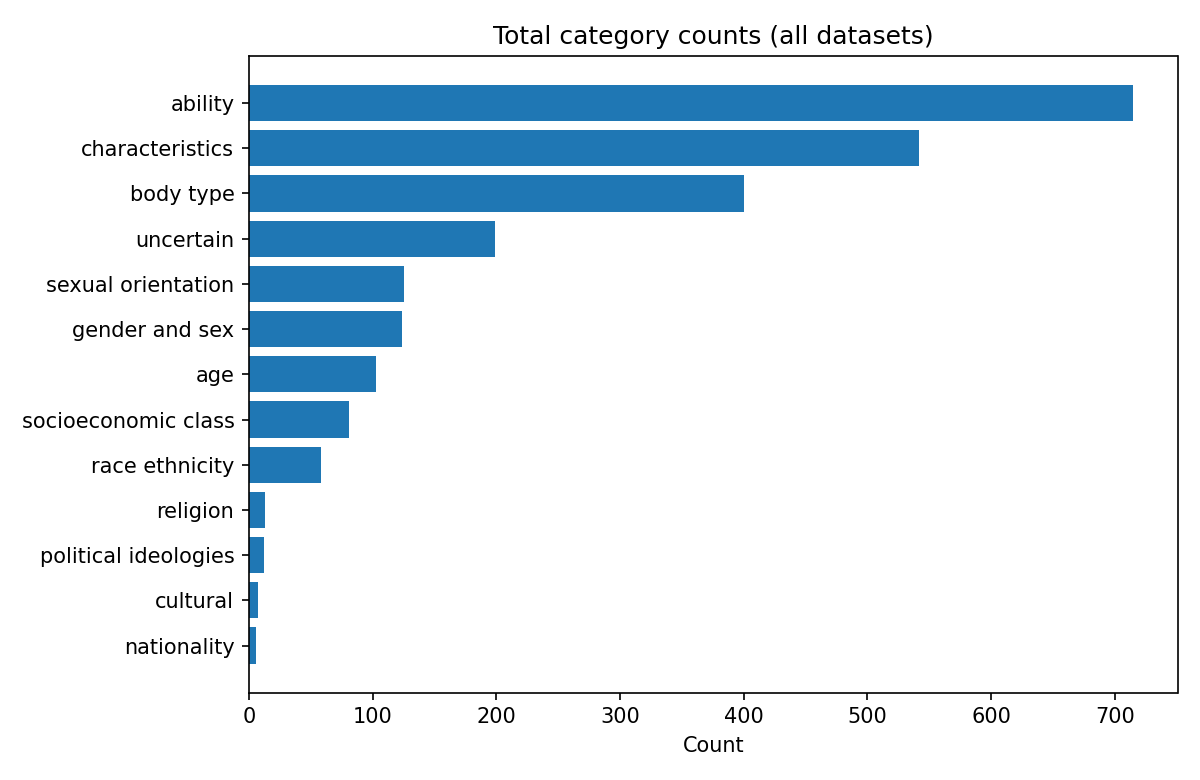 Total category counts (all datasets)
ability
characteristics
body type
uncertain
sexual orientation
gender and sex
age
socioeconomic class
race ethnicity
religion
political ideologies
cultural
nationality
0 100 200 300 400 500 600 700
Count